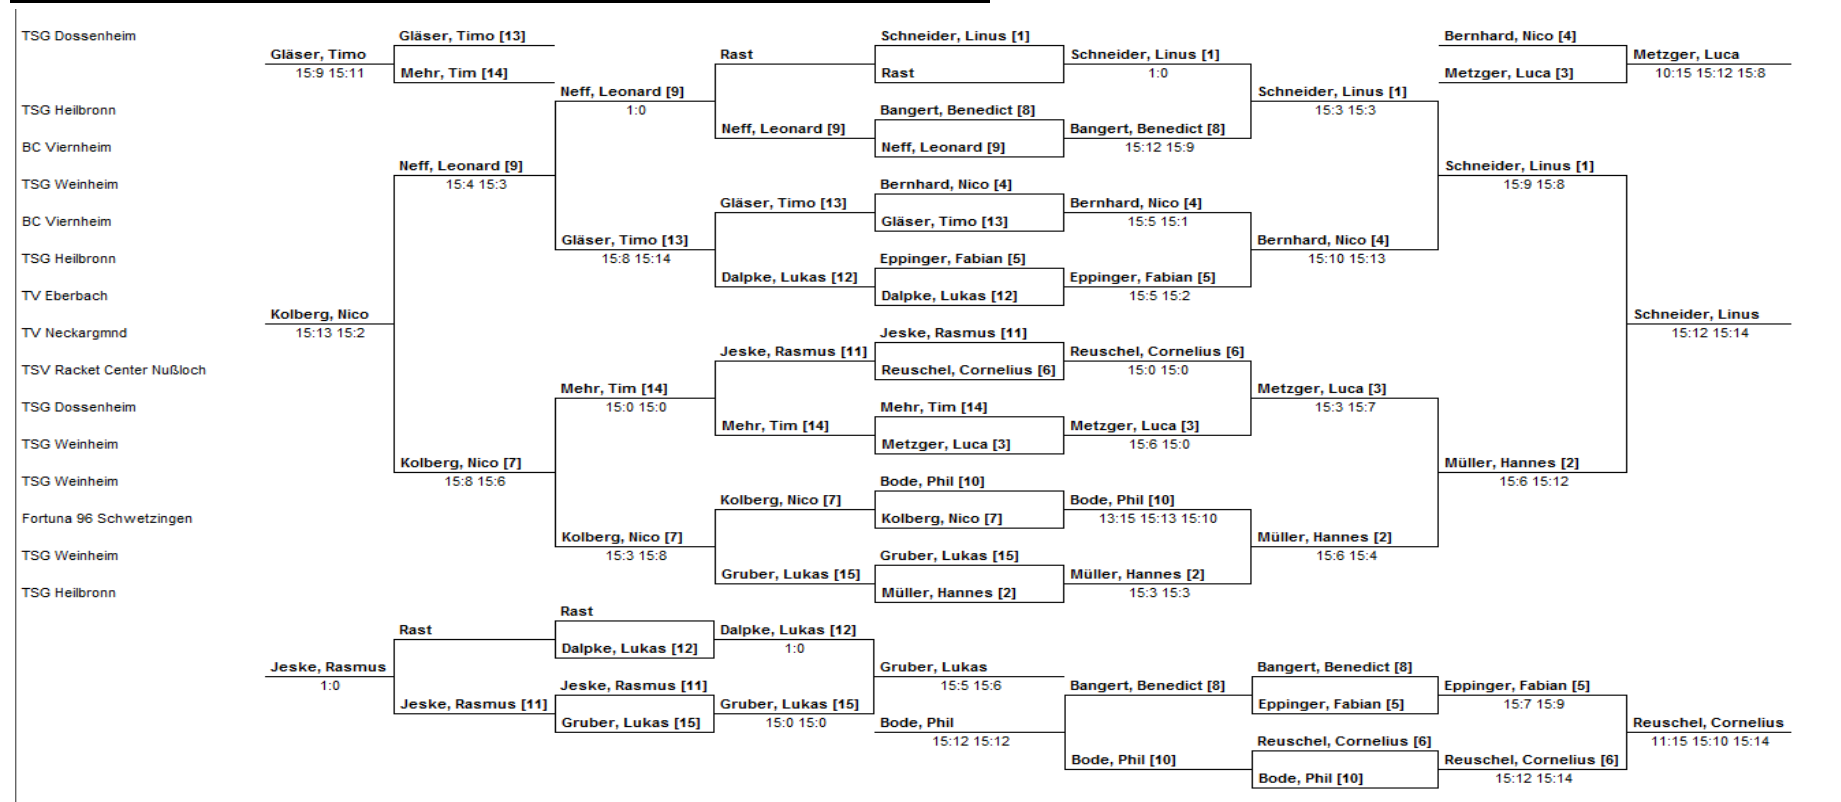 TSG Dossenheim
Gläser, Timo [13]
Schneider, Linus [1]
Bernhard, Nico [4]
Gläser, Timo
Rast
Schneider, Linus [1]
Metzger, Luca
15:9 15:11
Mehr, Tim [14]
Rast
1:0
Metzger, Luca [3]
10:15 15:12 15:8
Neff, Leonard [9]
Schneider, Linus [1]
TSG Heilbronn
1:0
Bangert, Benedict [8]
15:3 15:3
Neff, Leonard [9]
Bangert, Benedict [8]
BC Viernheim
Neff, Leonard [9]
15:12 15:9
Neff, Leonard [9]
Schneider, Linus [1]
TSG Weinheim
15:4 15:3
Bernhard, Nico [4]
15:9 15:8
Gläser, Timo [13]
Bernhard, Nico [4]
BC Viernheim
Gläser, Timo [13]
15:5 15:1
Gläser, Timo [13]
Bernhard, Nico [4]
TSG Heilbronn
15:8 15:14
Eppinger, Fabian [5]
15:10 15:13
Dalpke, Lukas [12]
Eppinger, Fabian [5]
TV Eberbach
Dalpke, Lukas [12]
15:5 15:2
Kolberg, Nico
Schneider, Linus
TV Neckargmnd
15:13 15:2
Jeske, Rasmus [11]
15:12 15:14
Jeske, Rasmus [11]
Reuschel, Cornelius [6]
TSV Racket Center Nußloch
Reuschel, Cornelius [6]
15:0 15:0
Mehr, Tim [14]
Metzger, Luca [3]
TSG Dossenheim
15:0 15:0
Mehr, Tim [14]
15:3 15:7
Mehr, Tim [14]
Metzger, Luca [3]
TSG Weinheim
Metzger, Luca [3]
15:6 15:0
Kolberg, Nico [7]
Müller, Hannes [2]
TSG Weinheim
15:8 15:6
Bode, Phil [10]
15:6 15:12
Kolberg, Nico [7]
Bode, Phil [10]
Fortuna 96 Schwetzingen
Kolberg, Nico [7]
13:15 15:13 15:10
Kolberg, Nico [7]
Müller, Hannes [2]
TSG Weinheim
15:3 15:8
Gruber, Lukas [15]
15:6 15:4
Gruber, Lukas [15]
Müller, Hannes [2]
TSG Heilbronn
Müller, Hannes [2]
15:3 15:3
Rast
Rast
Dalpke, Lukas [12]
Dalpke, Lukas [12]
1:0
Jeske, Rasmus
Gruber, Lukas
Bangert, Benedict [8]
1:0
Jeske, Rasmus [11]
15:5 15:6
Bangert, Benedict [8]
Eppinger, Fabian [5]
Jeske, Rasmus [11]
Gruber, Lukas [15]
Eppinger, Fabian [5]
15:7 15:9
Gruber, Lukas [15]
15:0 15:0
Bode, Phil
Reuschel, Cornelius
15:12 15:12
Reuschel, Cornelius [6]
11:15 15:10 15:14
Bode, Phil [10]
Reuschel, Cornelius [6]
Bode, Phil [10]
15:12 15:14